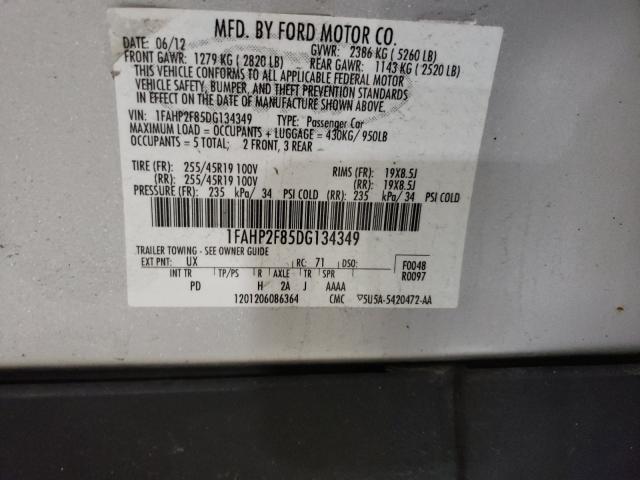 MFD. BY FORD MOTOR CO.
DATE: 06/12 GVWR: 2386 KG ( 5260 LB)
FRONT GAWR: 1279 KG ( 2820 LB) REAR GAWR: 1143 KG ( 2520 LB)
THIS VEHICLE CONFORMS TO ALL APPLICABLE FEDERAL MOTOR
VEHICLE SAFETY, BUMPER, AND THEFT PREVENTION STANDARDS
IN EFFECT ON THE DATE OF MANUFACTURE SHOWN ABOVE.
VIN: 1FAHP2F85DG134349 TYPE: Passenger Car
MAXIMUM LOAD = OCCUPANTS + LUGGAGE = 430KG/ 950LB
OCCUPANTS = 5 TOTAL; 2 FRONT, 3 REAR
TIRE (FR): 255/45R19 100V RIMS (FR): 19X8.5J
(RR): 255/45R19 100V (RR): 19X8.5J
PRESSURE (FR): 235 kPa/ 34 PSI COLD (RR): 235 kPa/ 34 PSI COLD
1FAHP2F85DG134349
TRAILER TOWING - SEE OWNER GUIDE
EXT PNT: UX RC: 71 DSO: F0048
INT TR TP/PS R AXLE TR SPR R0097
PD H 2A J AAAA
1201206086364 CMC ▽5U5A-5420472-AA